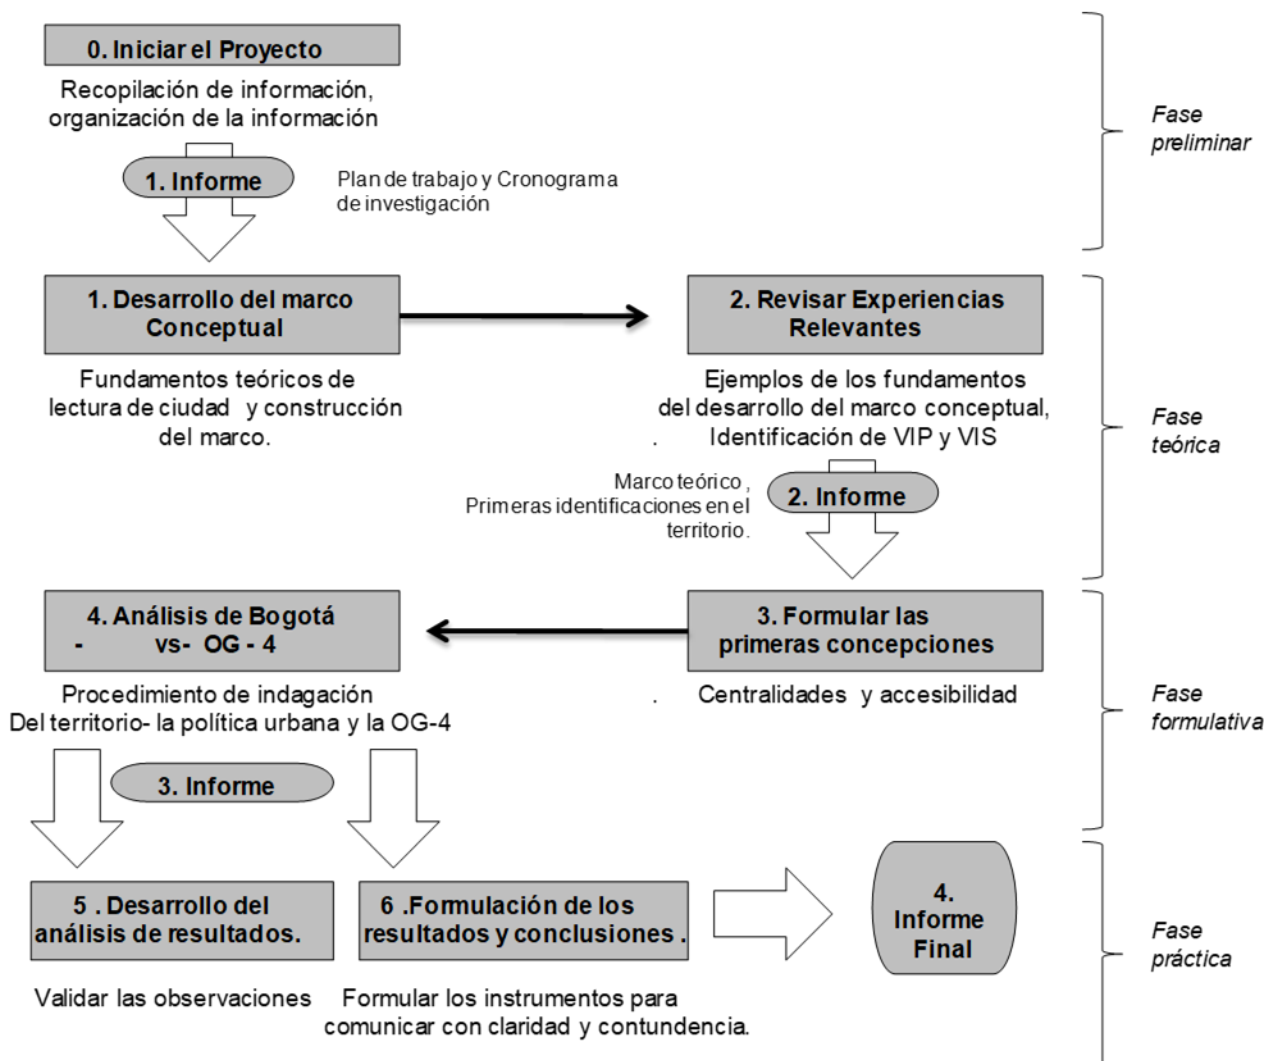 0. Iniciar el Proyecto
Recopilación de información,
organización de la información
1. Informe
Plan de trabajo y Cronograma
de investigación
Fase
preliminar
1. Desarrollo del marco
Conceptual
Fundamentos teóricos de
lectura de ciudad y construcción
del marco.
2. Revisar Experiencias
Relevantes
Ejemplos de los fundamentos
del desarrollo del marco conceptual,
. Identificación de VIP y VIS
Marco teórico ,
Primeras identificaciones en el
territorio.
2. Informe
Fase
teórica
3. Formular las
primeras concepciones
. Centralidades y accesibilidad
4. Análisis de Bogotá
- vs- OG - 4
Procedimiento de indagación
Del territorio- la política urbana y la OG-4
3. Informe
Fase
formulativa
5 . Desarrollo del
análisis de resultados.
Validar las observaciones
6 .Formulación de los
resultados y conclusiones .
Formular los instrumentos para
comunicar con claridad y contundencia.
4.
Informe
Final
Fase
práctica